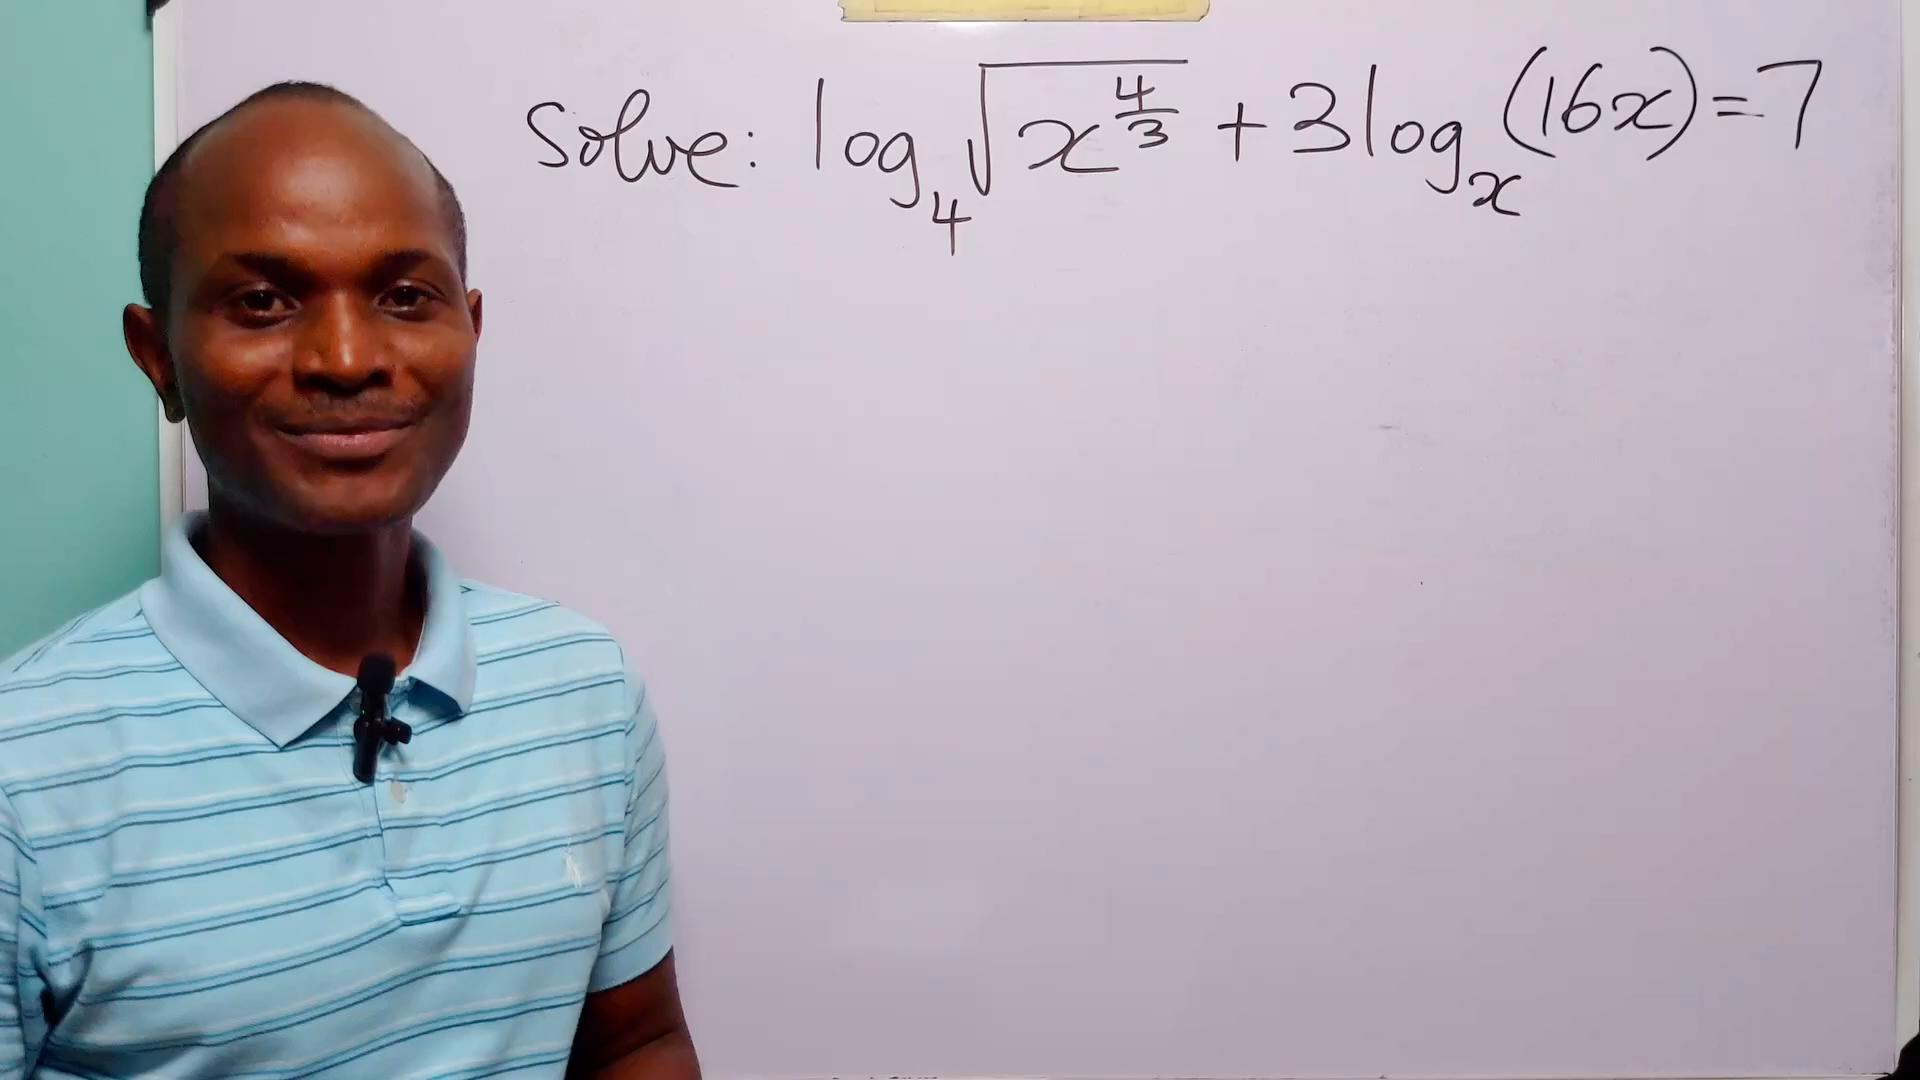 Solve: log₄√(x^(4/3)) + 3logₓ(16x) = 7